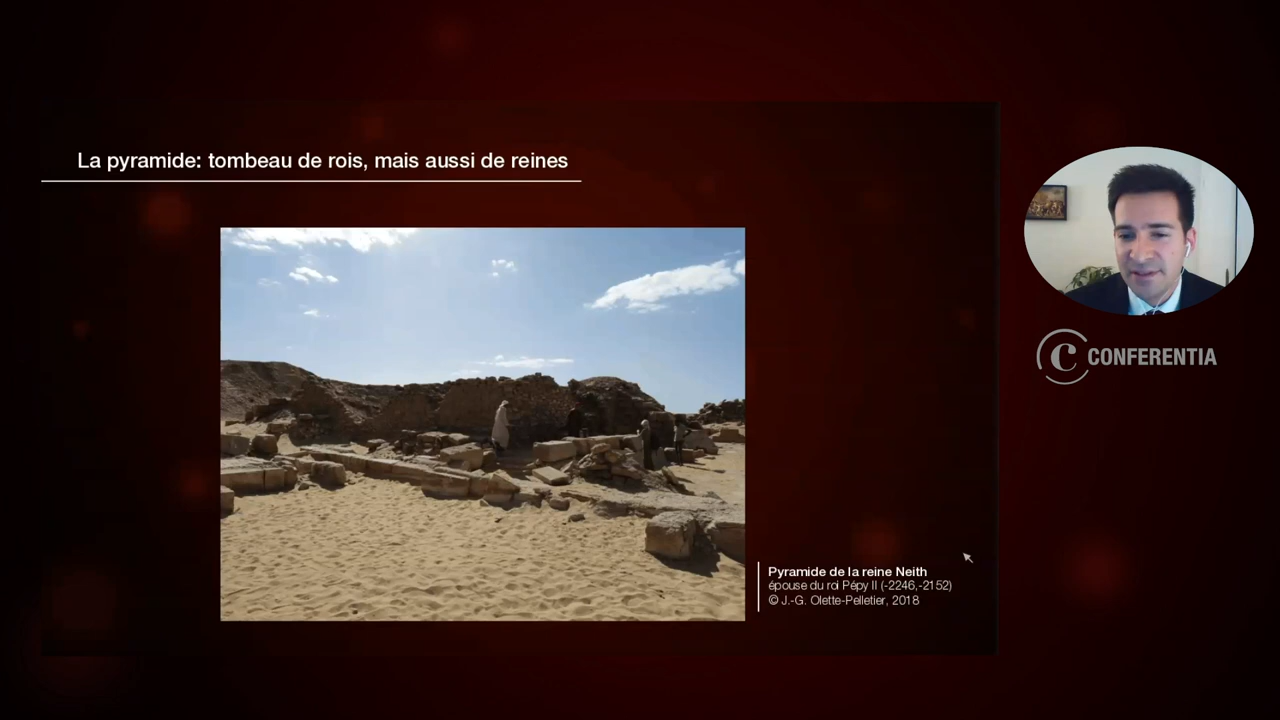 La pyramide: tombeau de rois, mais aussi de reines
C CONFERENTIA
Pyramide de la reine Neith
épouse du roi Pépy II (-2246,-2152)
© J.-G. Olette-Pelletier, 2018